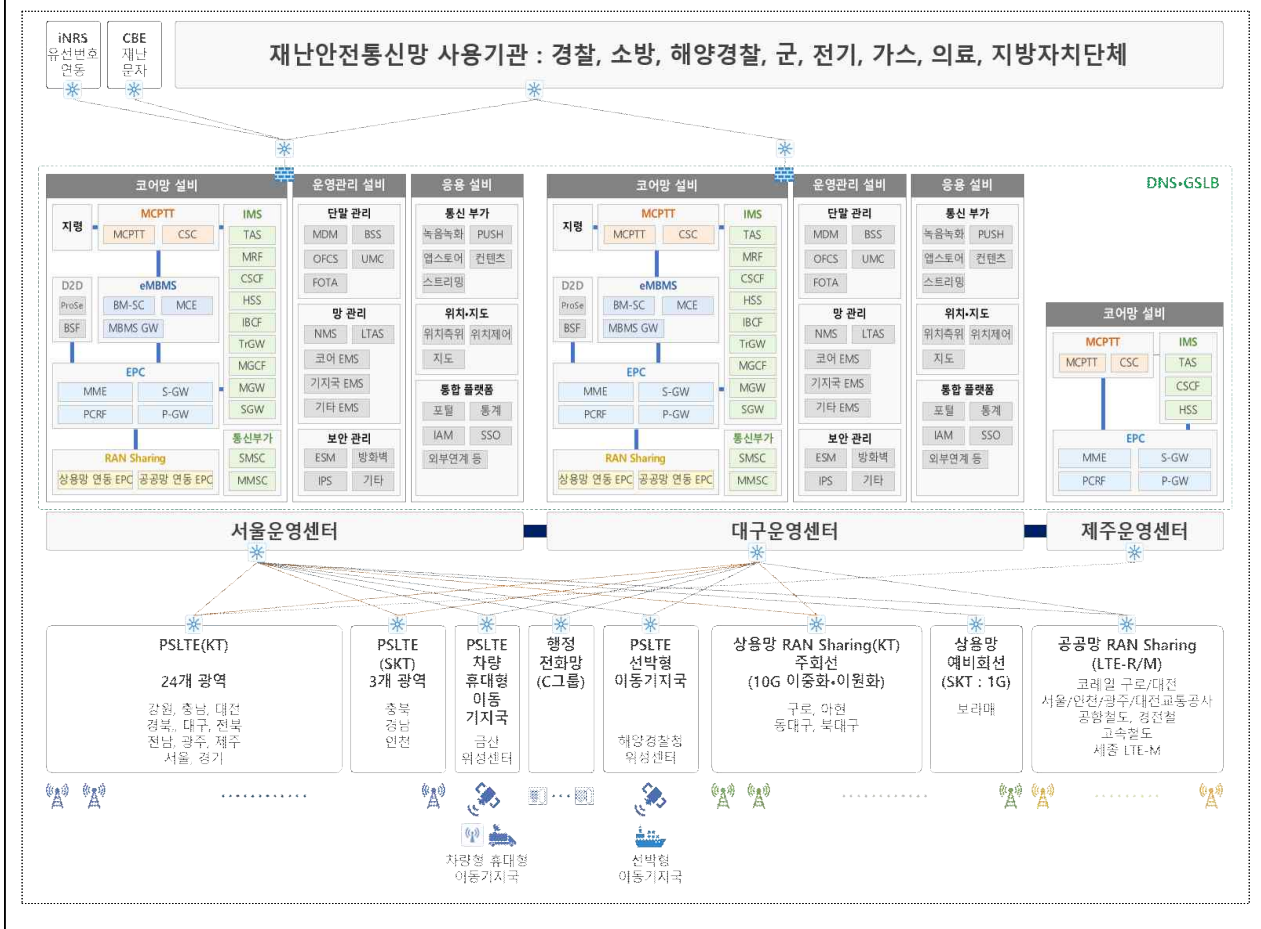 iNRS
유선번호
연동
CBE
재난
문자
재난안전통신망 사용기관 : 경찰, 소방, 해양경찰, 군, 전기, 가스, 의료, 지방자치단체
DNS•GSLB
코어망 설비
지령
MCPTT
MCPTT CSC
D2D
ProSe
BSF
eMBMS
BM-SC MCE
MBMS GW
EPC
MME S-GW
PCRF P-GW
RAN Sharing
상용망 연동 EPC 공공망 연동 EPC
IMS
TAS
MRF
CSCF
HSS
IBCF
TrGW
MGCF
MGW
SGW
통신부가
SMSC
MMSC
운영관리 설비
단말 관리
MDM BSS
OFCS UMC
FOTA
망 관리
NMS LTAS
코어 EMS
기지국 EMS
기타 EMS
보안 관리
ESM 방화벽
IPS 기타
응용 설비
통신 부가
녹음녹화 PUSH
앱스토어 컨텐츠
스트리밍
위치•지도
위치측위 위치제어
지도
통합 플랫폼
포털 통계
IAM SSO
외부연계 등
코어망 설비
지령
MCPTT
MCPTT CSC
D2D
ProSe
BSF
eMBMS
BM-SC MCE
MBMS GW
EPC
MME S-GW
PCRF P-GW
RAN Sharing
상용망 연동 EPC 공공망 연동 EPC
IMS
TAS
MRF
CSCF
HSS
IBCF
TrGW
MGCF
MGW
SGW
통신부가
SMSC
MMSC
운영관리 설비
단말 관리
MDM BSS
OFCS UMC
FOTA
망 관리
NMS LTAS
코어 EMS
기지국 EMS
기타 EMS
보안 관리
ESM 방화벽
IPS 기타
응용 설비
통신 부가
녹음녹화 PUSH
앱스토어 컨텐츠
스트리밍
위치•지도
위치측위 위치제어
지도
통합 플랫폼
포털 통계
IAM SSO
외부연계 등
코어망 설비
MCPTT
MCPTT CSC
IMS
TAS
CSCF
HSS
EPC
MME S-GW
PCRF P-GW
서울운영센터
대구운영센터
제주운영센터
PSLTE(KT)
24개 광역
강원, 충남, 대전
경북, 대구, 전북
전남, 광주, 제주
서울, 경기
PSLTE
(SKT)
3개 광역
충북
경남
인천
PSLTE
차량
휴대형
이동
기지국
금산
위성센터
행정
전화망
(C그룹)
PSLTE
선박형
이동기지국
해양경찰청
위성센터
상용망 RAN Sharing(KT)
주회선
(10G 이중화•이원화)
구로, 아현
동대구, 북대구
상용망
예비회선
(SKT : 1G)
보라매
공공망 RAN Sharing
(LTE-R/M)
코레일 구로/대전
서울/인천/광주/대전교통공사
공항철도, 경전철
고속철도
세종 LTE-M
차량형 휴대형
이동기지국
선박형
이동기지국